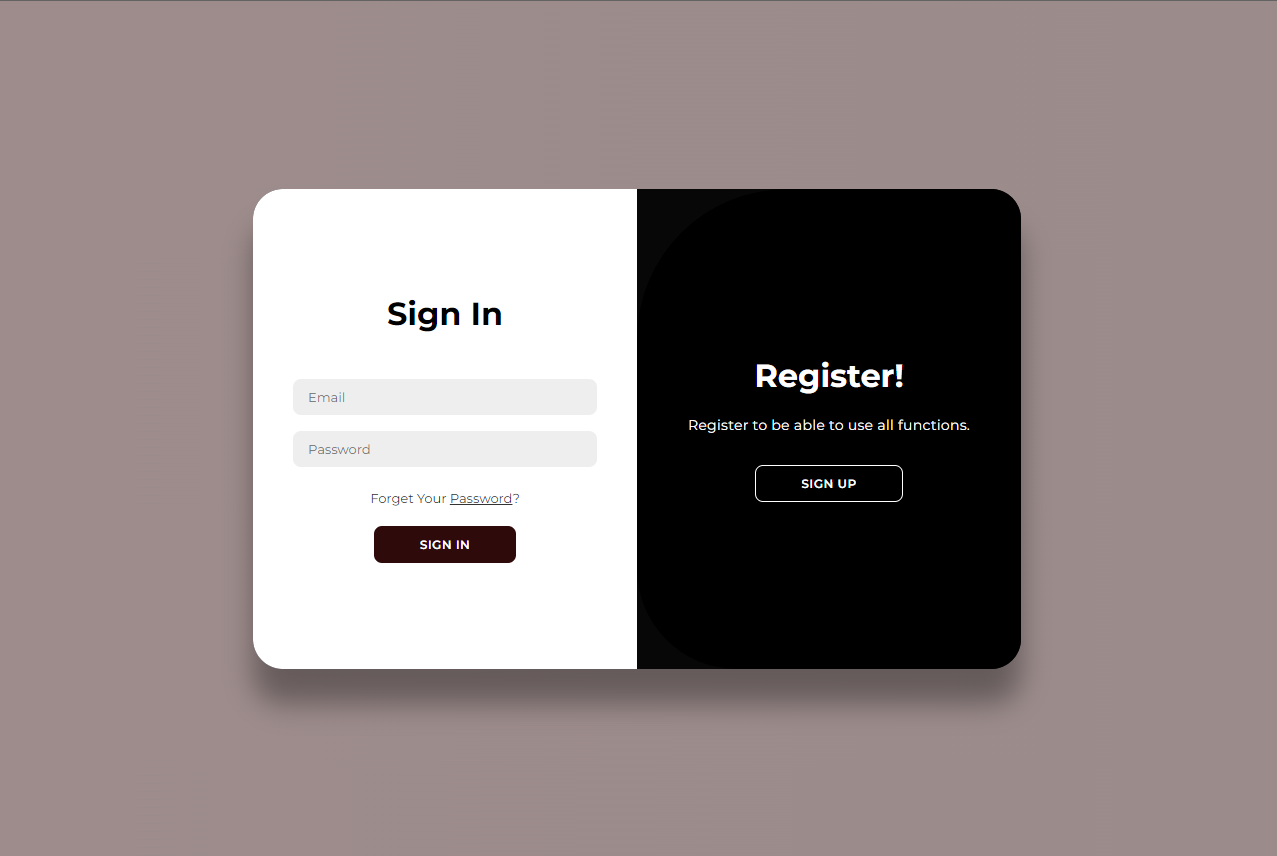 Sign In
Email
Password
Forget Your Password?
SIGN IN
Register!
Register to be able to use all functions.
SIGN UP